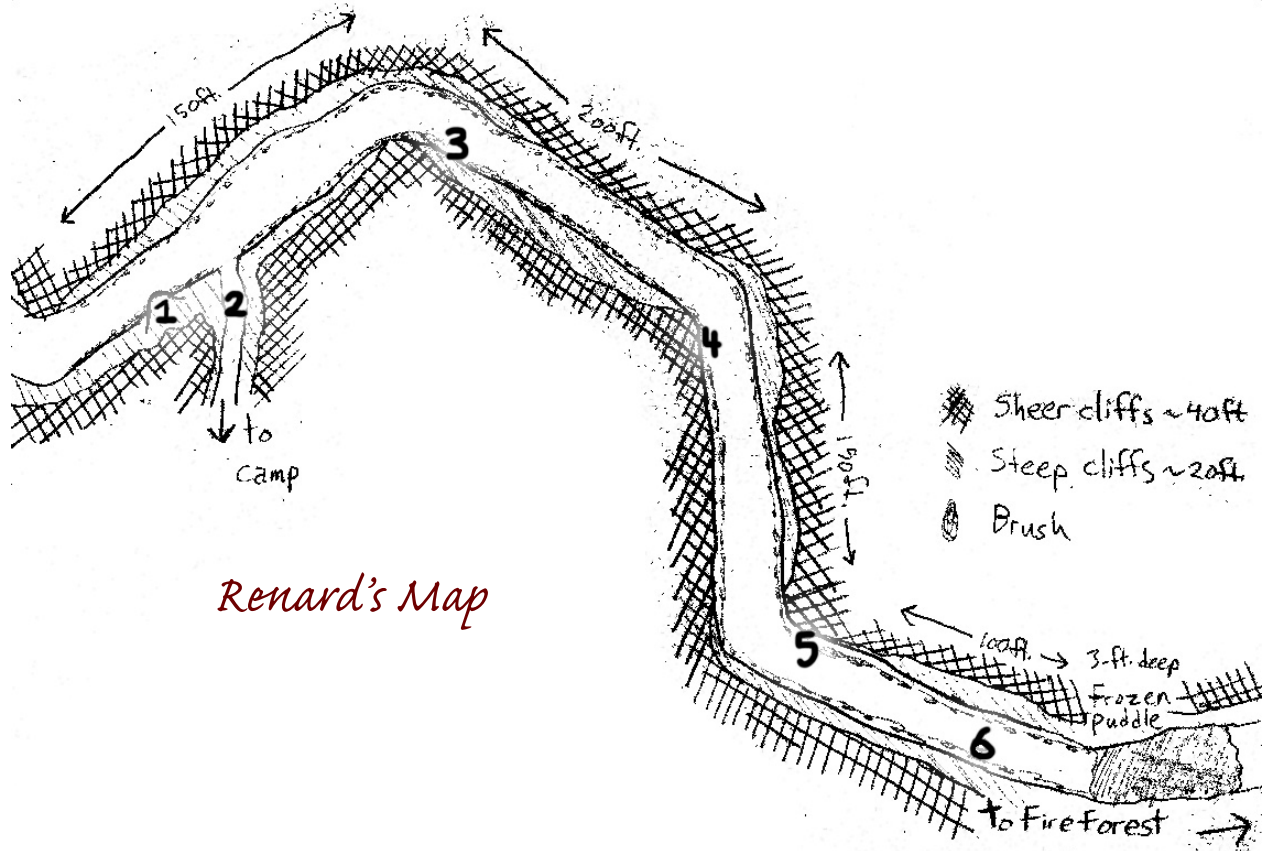 150ft.
200ft.
3
1
2
4
to
camp
190ft.
Sheer cliffs ~40ft
Steep cliffs ~20ft.
Brush
Renard's Map
5
100ft.
3-ft. deep
Frozen
puddle
6
to Fire Forest